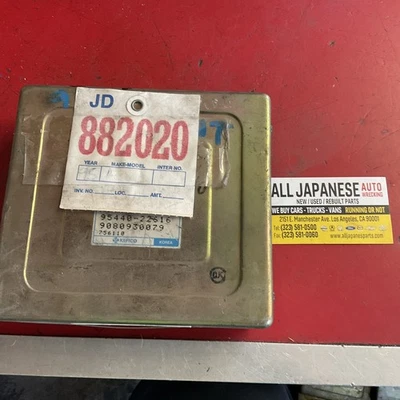 JD
882020
YEAR MAKE-MODEL INTER NO.
INV. NO. LOC. AMT.
95440-22616
9080930079
KOREA
ALL JAPANESE AUTO
WRECKING
NEW / USED / REBUILT PARTS
WE BUY CARS - TRUCKS - VANS RUNNING OR NOT
2151 E. Manchester Ave. Los Angeles, CA 90001
Tel (323) 581-0500
Fax (323) 581-0060
www.alljapaneseparts.com